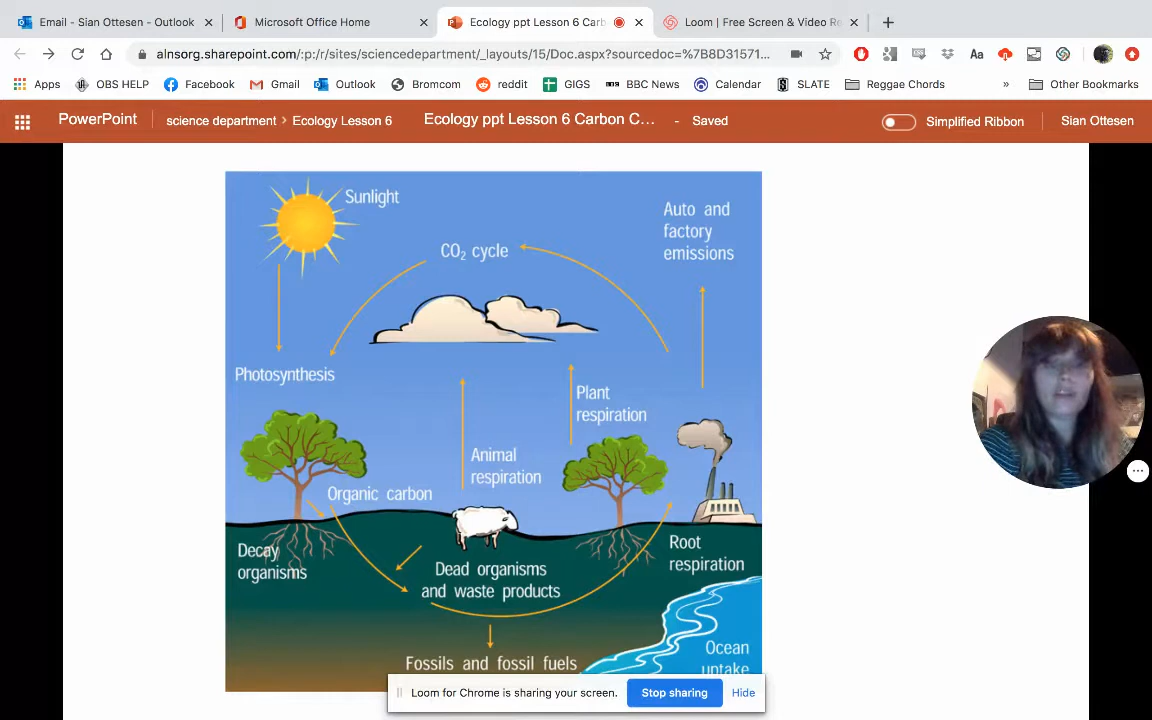 Email - Sian Ottesen - Outlook
Microsoft Office Home
Ecology ppt Lesson 6 Carb
Loom | Free Screen & Video Re
alnsorg.sharepoint.com/:p:/r/sites/sciencedepartment/_layouts/15/Doc.aspx?sourcedoc=%7B8D31571...
Apps
OBS HELP
Facebook
Gmail
Outlook
Bromcom
reddit
GIGS
BBC News
Calendar
SLATE
Reggae Chords
»
Other Bookmarks
PowerPoint
science department › Ecology Lesson 6
Ecology ppt Lesson 6 Carbon C... - Saved
Simplified Ribbon
Sian Ottesen
Sunlight
Auto and
factory
emissions
CO₂ cycle
Photosynthesis
Plant
respiration
Animal
respiration
Organic carbon
Decay
organisms
Root
respiration
Dead organisms
and waste products
Ocean
uptake
Fossils and fossil fuels
Loom for Chrome is sharing your screen.
Stop sharing
Hide